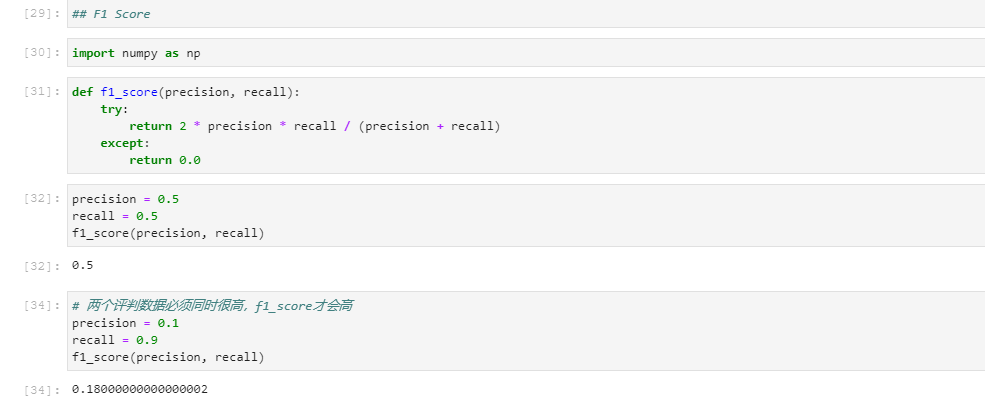 [29]: ## F1 Score
[30]: import numpy as np
[31]: def f1_score(precision, recall):
    try:
        return 2 * precision * recall / (precision + recall)
    except:
        return 0.0
[32]: precision = 0.5
recall = 0.5
f1_score(precision, recall)
[32]: 0.5
[34]: # 两个评判数据必须同时很高，f1_score才会高
precision = 0.1
recall = 0.9
f1_score(precision, recall)
[34]: 0.18000000000000002